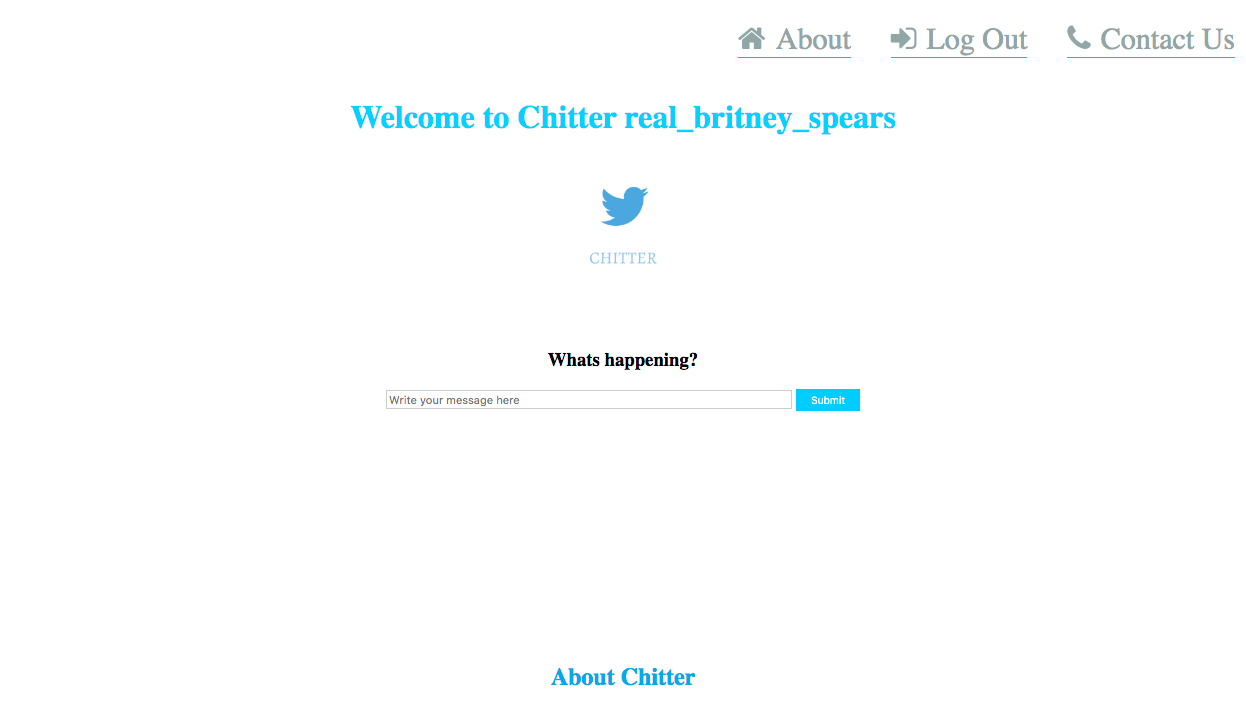 About Log Out Contact Us
Welcome to Chitter real_britney_spears
CHITTER
Whats happening?
Write your message here Submit
About Chitter